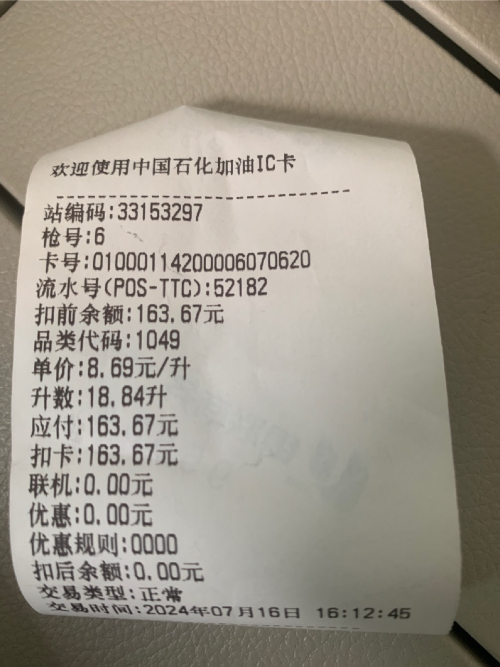 欢迎使用中国石化加油IC卡
--------------------------------
站编码:33153297
枪号:6
卡号:01000114200006070620
流水号(POS-TTC):52182
扣前余额:163.67元
品类代码:1049
单价:8.69元/升
升数:18.84升
应付:163.67元
扣卡:163.67元
联机:0.00元
优惠:0.00元
优惠规则:0000
扣后余额:0.00元
交易类型:正常
交易时间:2024年07月16日 16:12:45